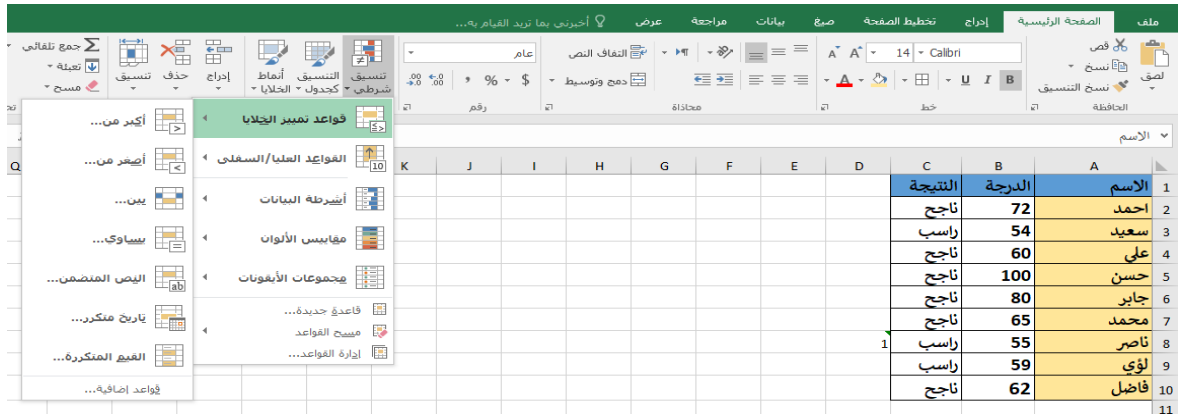 ملف الصفحة الرئيسية إدراج تخطيط الصفحة صيغ بيانات مراجعة عرض أخبرني بما تريد القيام به...
قص
نسخ
نسخ التنسيق
لصق
الحافظة
Calibri 14
B I U
خط
التفاف النص
دمج وتوسيط
محاذاة
عام
$ % ,
رقم
تنسيق شرطي
التنسيق كجدول
أنماط الخلايا
إدراج
حذف
تنسيق
جمع تلقائي
تعبئة
مسح
الاسم
قواعد تمييز الخلايا
القواعد العليا/السفلى
أشرطة البيانات
مقاييس الألوان
مجموعات الأيقونات
قاعدة جديدة...
مسح القواعد
إدارة القواعد...
أكبر من...
أصغر من...
بين...
يساوي...
النص المتضمن...
تاريخ متكرر...
القيم المتكررة...
قواعد إضافية...
A B C D E F G H I J K Q
1 الاسم الدرجة النتيجة
2 احمد 72 ناجح
3 سعيد 54 راسب
4 على 60 ناجح
5 حسن 100 ناجح
6 جابر 80 ناجح
7 محمد 65 ناجح
8 ناصر 55 راسب 1
9 لؤي 59 راسب
10 فاضل 62 ناجح
11